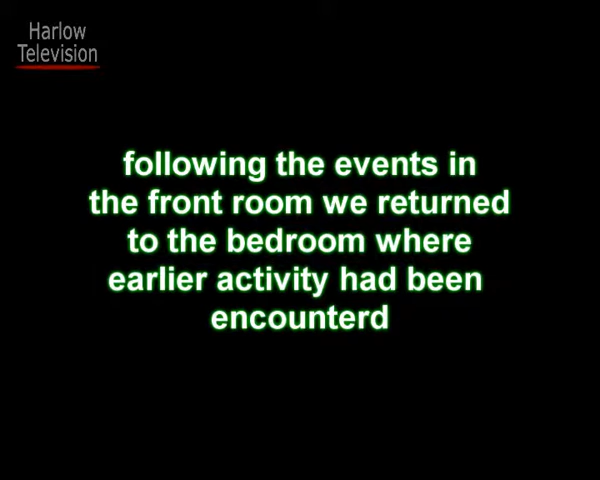 Harlow
Television
following the events in
the front room we returned
to the bedroom where
earlier activity had been
encounterd